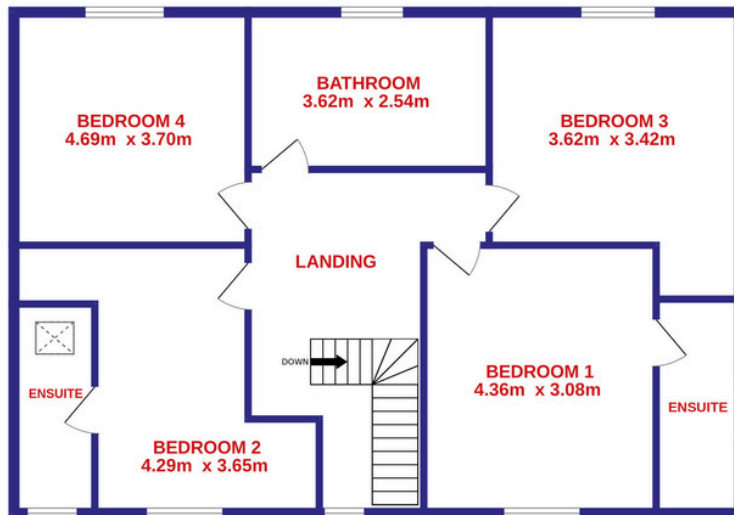 BEDROOM 4
4.69m x 3.70m
BATHROOM
3.62m x 2.54m
BEDROOM 3
3.62m x 3.42m
LANDING
DOWN
BEDROOM 1
4.36m x 3.08m
ENSUITE
ENSUITE
BEDROOM 2
4.29m x 3.65m